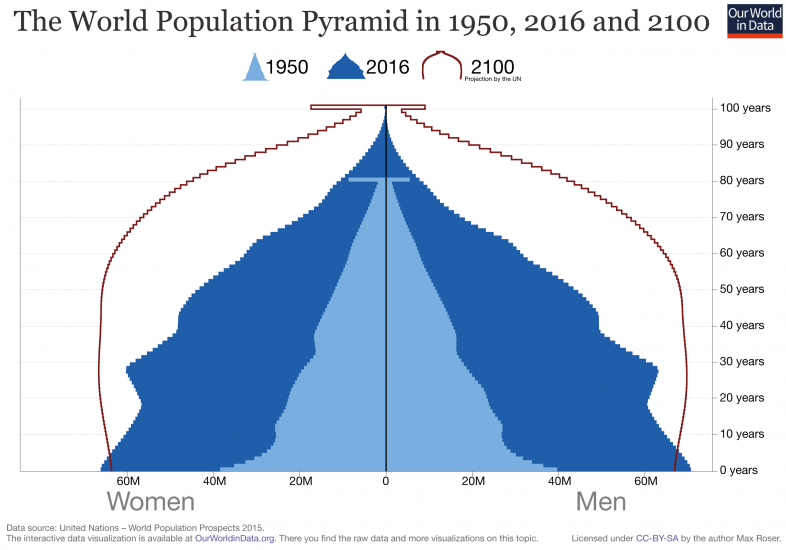 The World Population Pyramid in 1950, 2016 and 2100
Our World
in Data
1950
2016
2100
Projection by the UN
100 years
90 years
80 years
70 years
60 years
50 years
40 years
30 years
20 years
10 years
0 years
60M 40M 20M 0 20M 40M 60M
Women Men
Data source: United Nations – World Population Prospects 2015.
The interactive data visualization is available at OurWorldinData.org. There you find the raw data and more visualizations on this topic.
Licensed under CC-BY-SA by the author Max Roser.